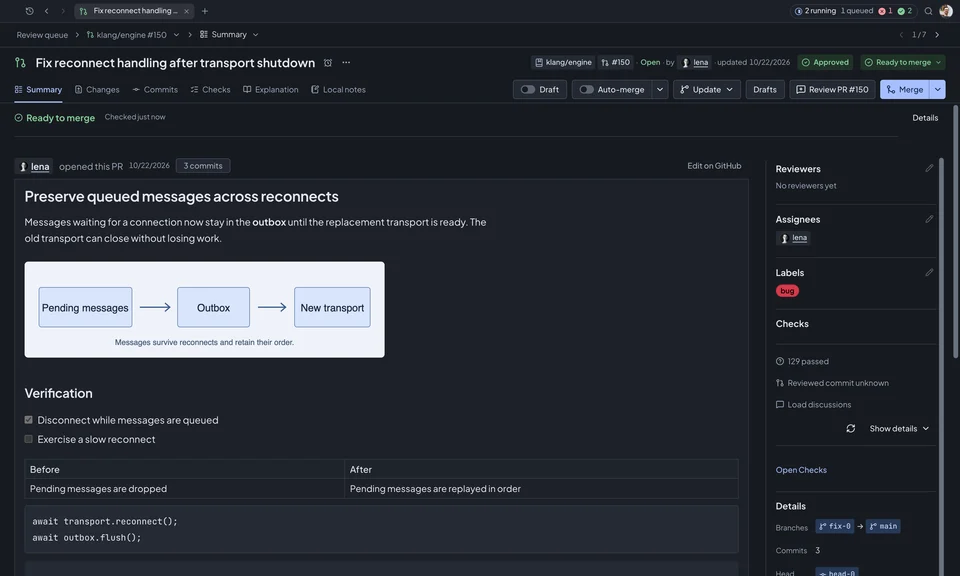 Fix reconnect handling ...
2 running 1 queued 1 2
Review queue klang/engine #150 Summary 1 / 7
Fix reconnect handling after transport shutdown
klang/engine #150 · Open · by lena · updated 10/22/2026 Approved Ready to merge
Summary Changes Commits Checks Explanation Local notes
Draft Auto-merge Update Drafts Review PR #150 Merge
Ready to merge Checked just now Details
lena opened this PR 10/22/2026 3 commits Edit on GitHub
Preserve queued messages across reconnects
Messages waiting for a connection now stay in the outbox until the replacement transport is ready. The
old transport can close without losing work.
Pending messages Outbox New transport
Messages survive reconnects and retain their order.
Verification
Disconnect while messages are queued
Exercise a slow reconnect
Before After
Pending messages are dropped Pending messages are replayed in order
await transport.reconnect();
await outbox.flush();
Reviewers
No reviewers yet
Assignees
lena
Labels
bug
Checks
129 passed
Reviewed commit unknown
Load discussions
Show details
Open Checks
Details
Branches fix-0 → main
Commits 3
Head head-0